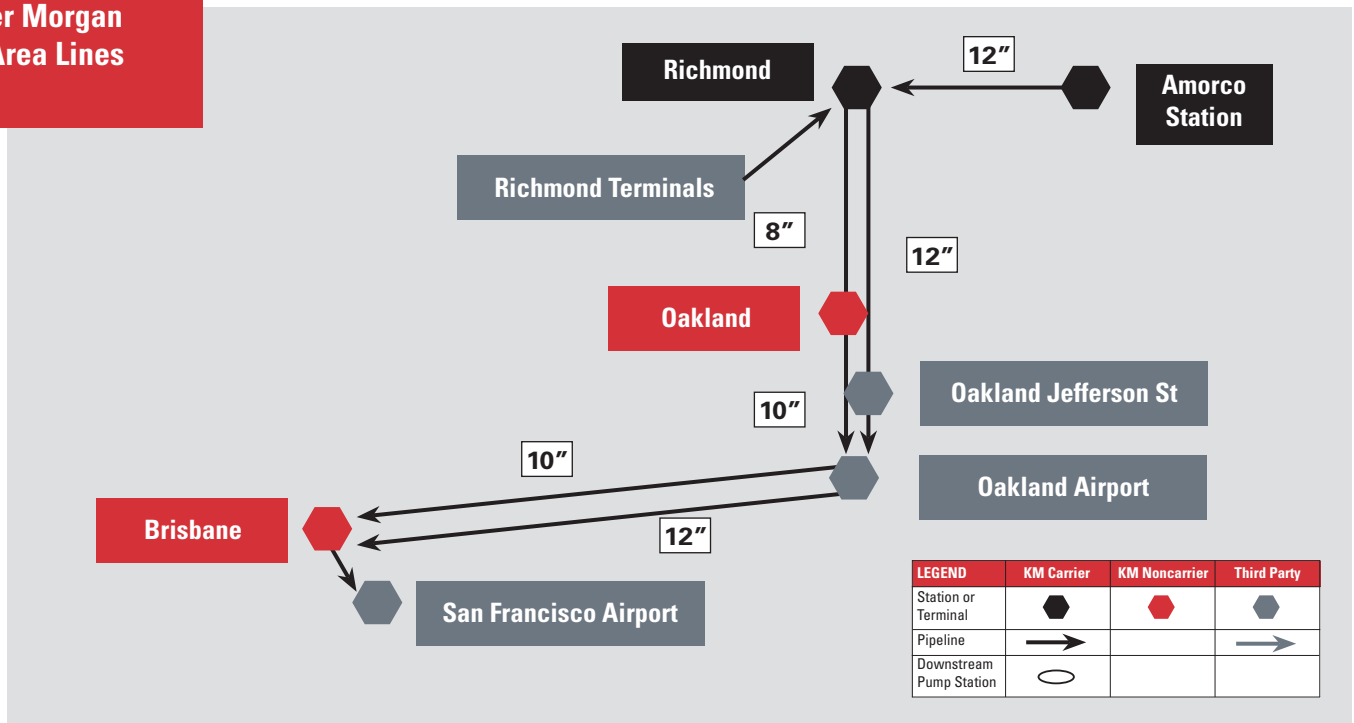 er Morgan
Area Lines
Richmond
12″
Amorco
Station
Richmond Terminals
8″
12″
Oakland
Oakland Jefferson St
10″
10″
Oakland Airport
Brisbane
12″
San Francisco Airport
LEGEND KM Carrier KM Noncarrier Third Party
Station or
Terminal
Pipeline
Downstream
Pump Station